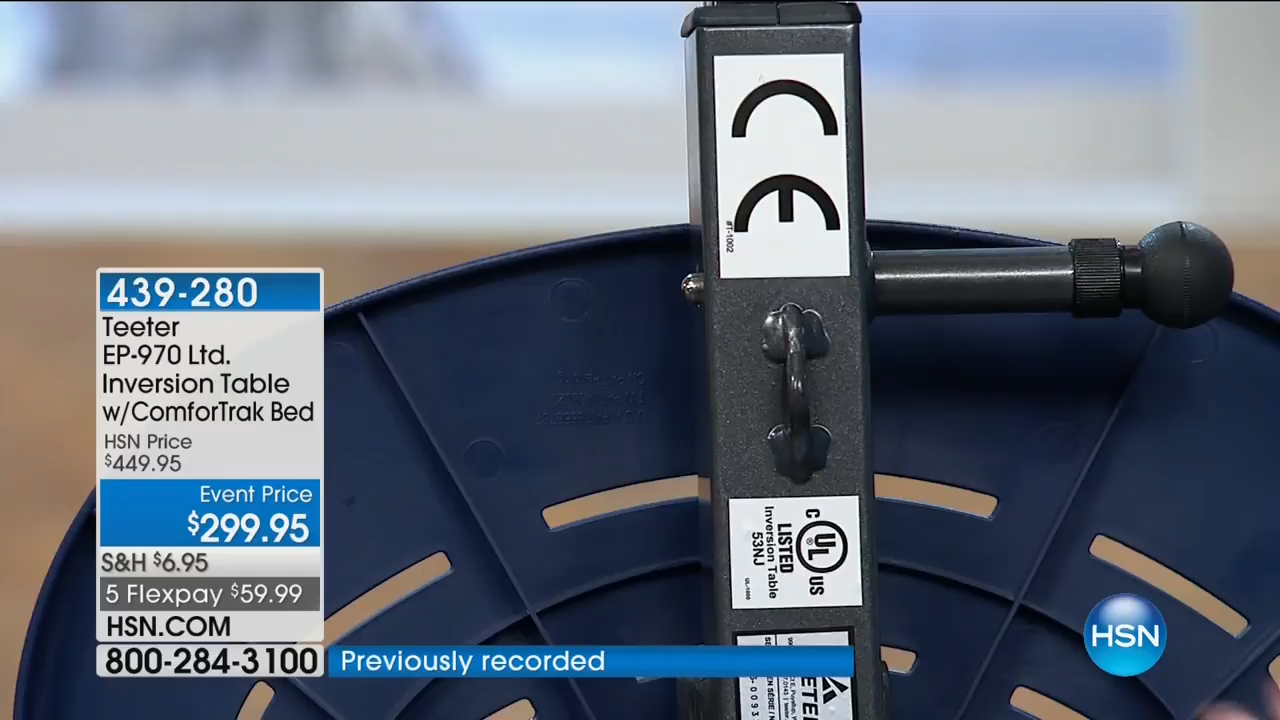 439-280
Teeter
EP-970 Ltd.
Inversion Table
w/ComforTrak Bed
HSN Price
$449.95
Event Price
$299.95
S&H $6.95
5 Flexpay $59.99
HSN.COM
800-284-3100
Previously recorded
HSN
CE
#T-1002
C UL US
®
LISTED
Inversion Table
53NJ